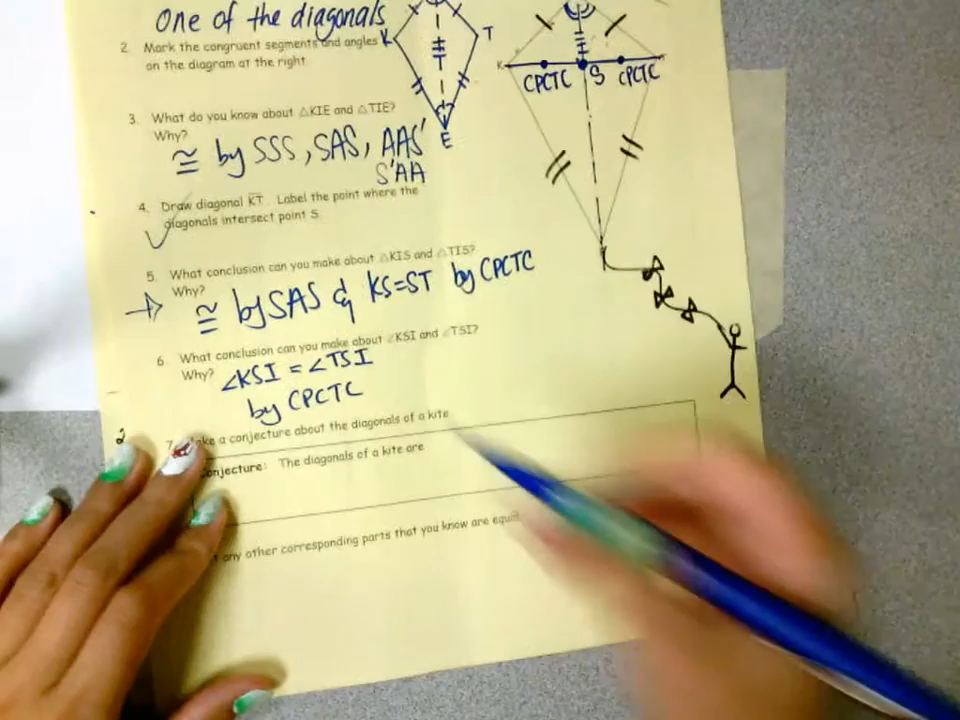 One of the diagonals
2. Mark the congruent segments and angles
on the diagram at the right.
K T
E
K
CPCTC S CPCTC
3. What do you know about △KIE and △TIE?
Why?
≅ by SSS, SAS, AAS'
S'AA
4. Draw diagonal KT. Label the point where the
diagonals intersect point S.
5. What conclusion can you make about △KIS and △TIS?
Why?
≅ by SAS & KS=ST by CPCTC
6. What conclusion can you make about ∠KSI and ∠TSI?
Why? ∠KSI = ∠TSI
by CPCTC
7. a conjecture about the diagonals of a kite
Conjecture: The diagonals of a kite are
any other corresponding parts that you know are